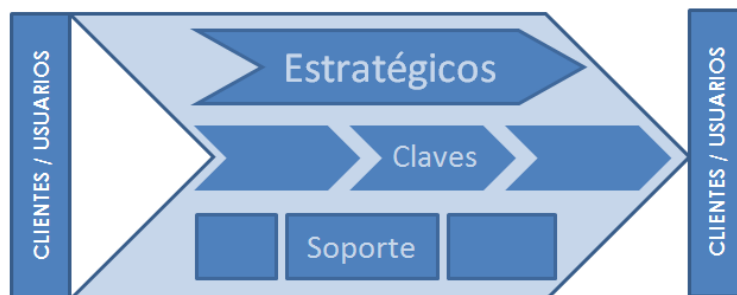 CLIENTES / USUARIOS
Estratégicos
Claves
Soporte
CLIENTES / USUARIOS